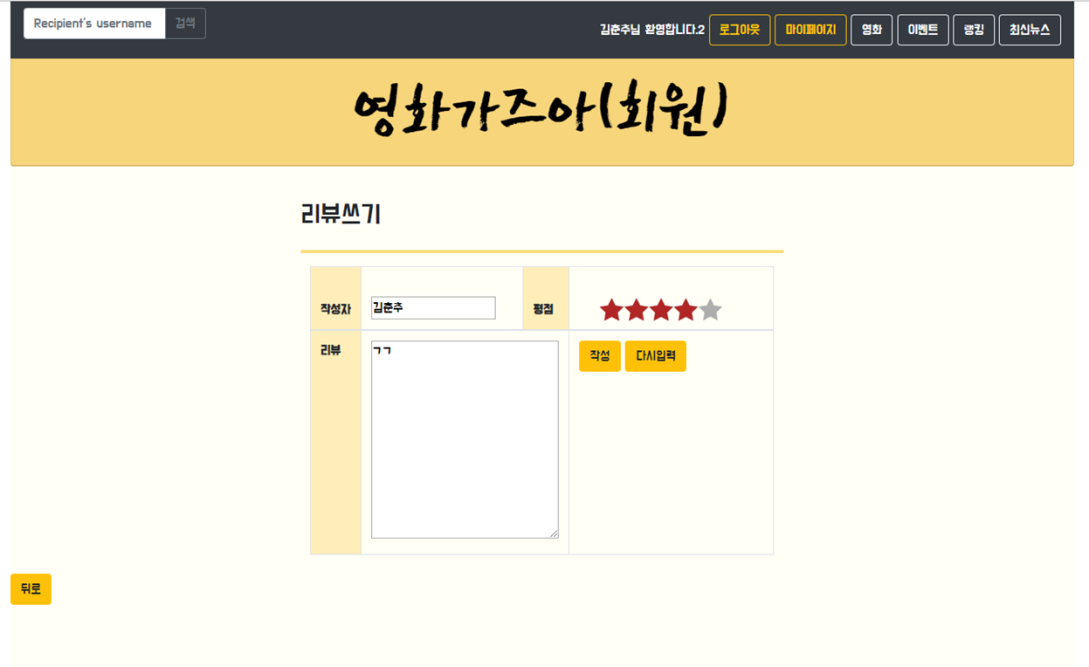 Recipient's username 검색 김춘추님 환영합니다.2 로그아웃 마이페이지 영화 이벤트 랭킹 최신뉴스
영화가즈아(회원)
리뷰쓰기
작성자 김춘추 평점
리뷰 ㄱㄱ 작성 다시입력
뒤로